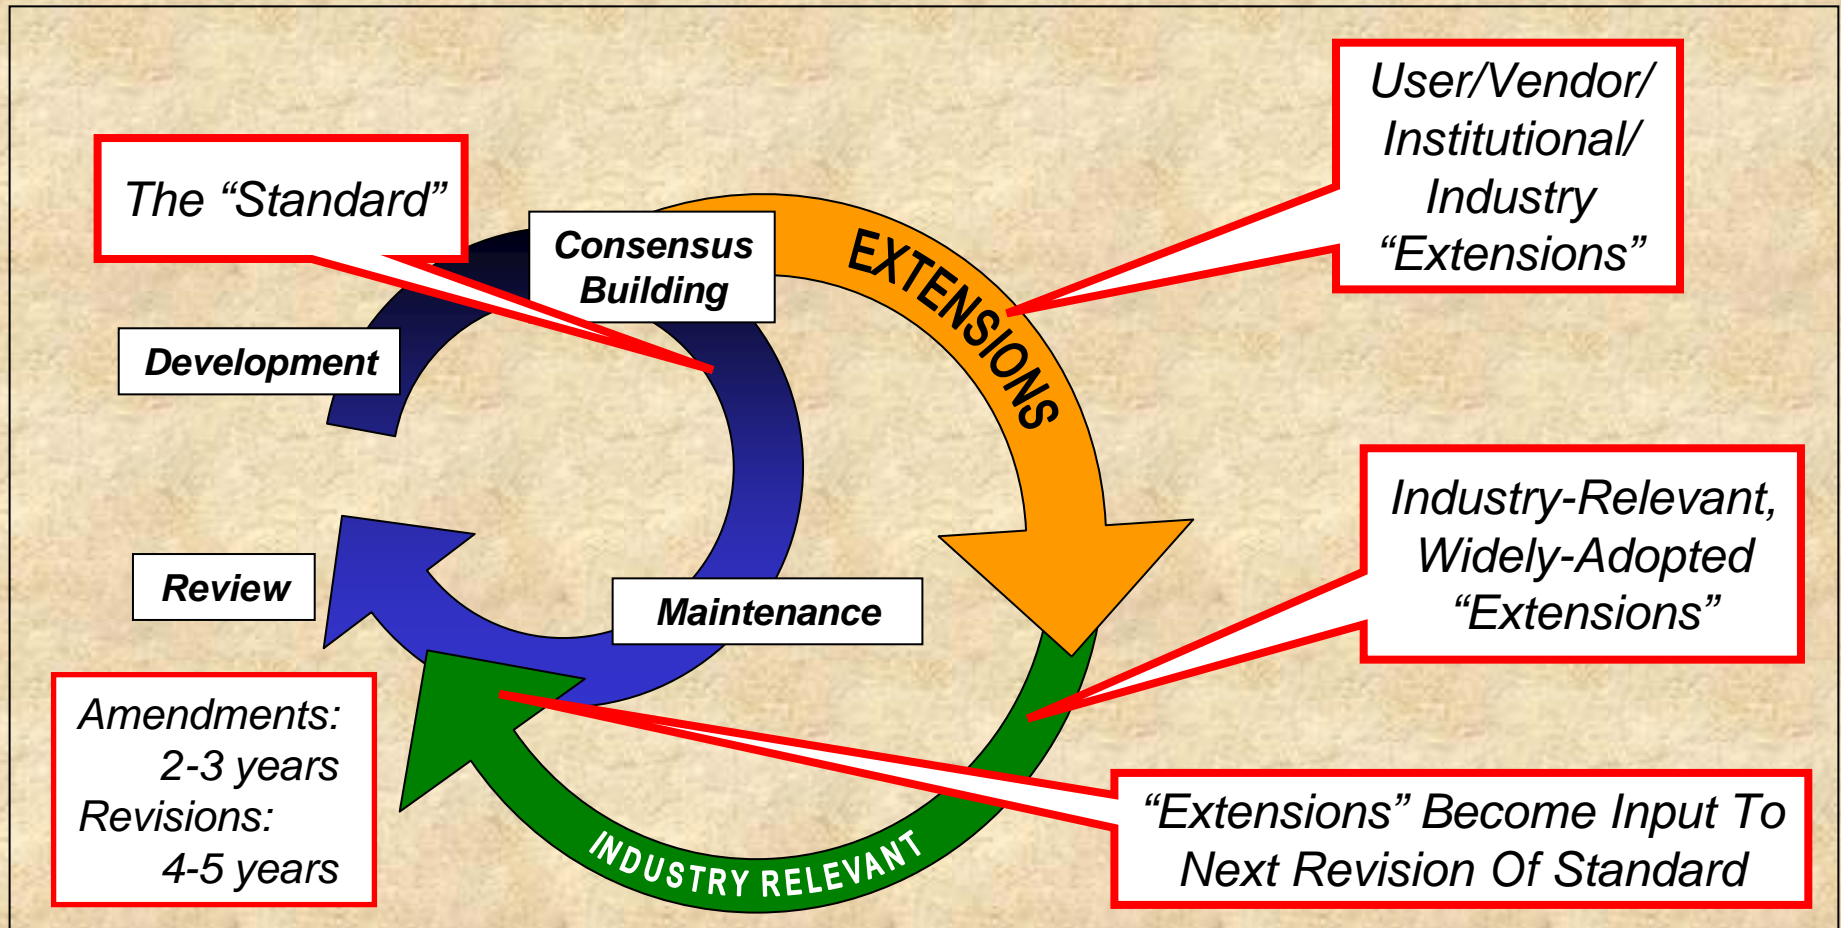 The “Standard”
Consensus
Building
Development
Review
Maintenance
EXTENSIONS
INDUSTRY RELEVANT
User/Vendor/
Institutional/
Industry
“Extensions”
Industry-Relevant,
Widely-Adopted
“Extensions”
Amendments:
2-3 years
Revisions:
4-5 years
“Extensions” Become Input To
Next Revision Of Standard